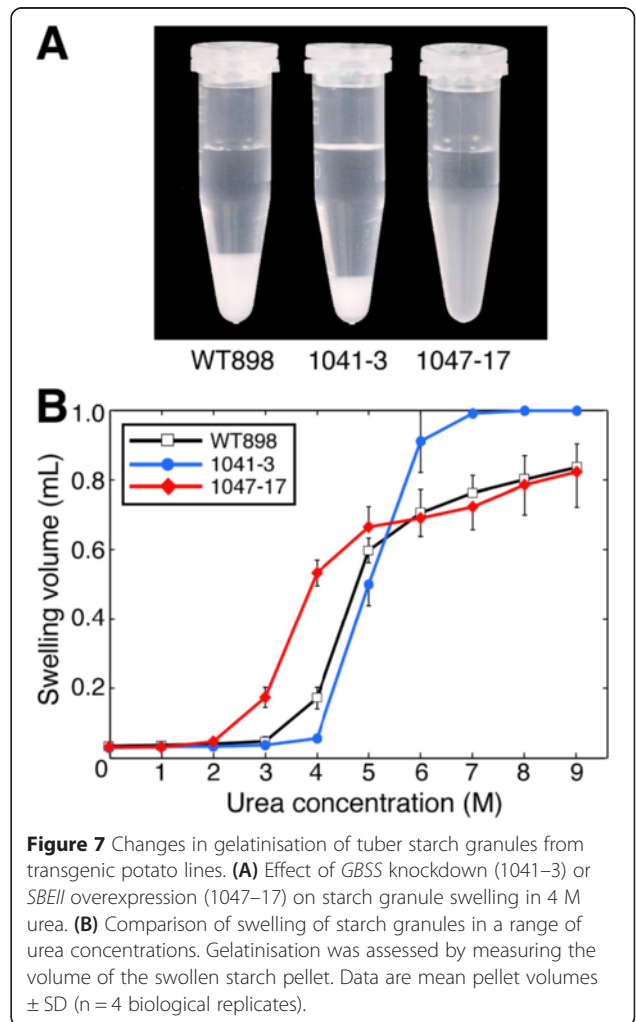 A
WT898 1041-3 1047-17
B
1.0
0.8
0.6
0.4
0.2
0 1 2 3 4 5 6 7 8 9
Swelling volume (mL)
Urea concentration (M)
WT898
1041-3
1047-17
Figure 7 Changes in gelatinisation of tuber starch granules from
transgenic potato lines. (A) Effect of GBSS knockdown (1041–3) or
SBEII overexpression (1047–17) on starch granule swelling in 4 M
urea. (B) Comparison of swelling of starch granules in a range of
urea concentrations. Gelatinisation was assessed by measuring the
volume of the swollen starch pellet. Data are mean pellet volumes
± SD (n = 4 biological replicates).